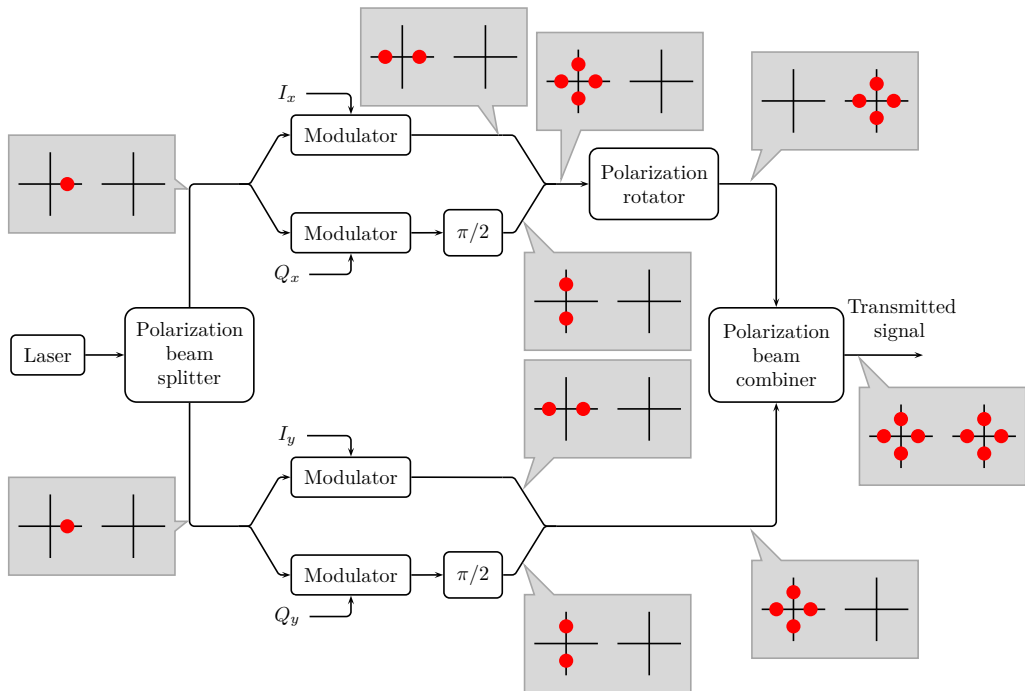 I_x
Modulator
Polarization
rotator
Modulator
π/2
Q_x
Laser
Polarization
beam
splitter
Polarization
beam
combiner
Transmitted
signal
I_y
Modulator
Modulator
π/2
Q_y